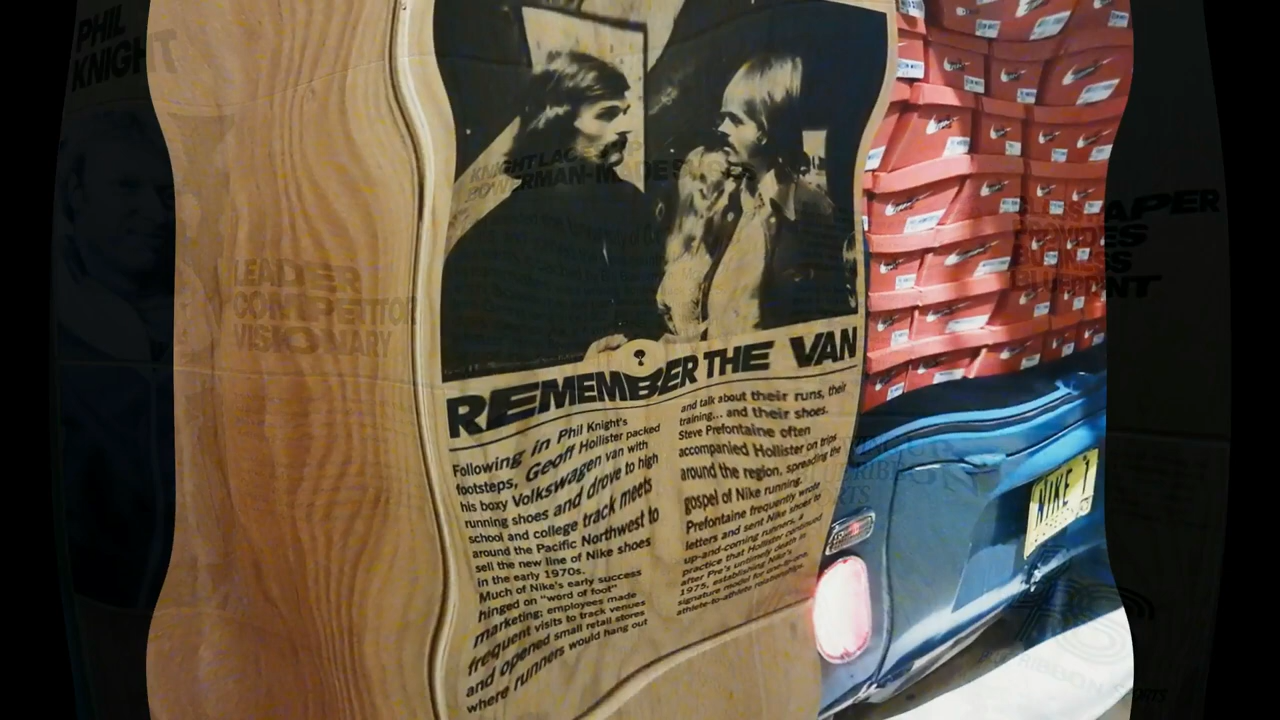 PHIL
KNIGHT
LEADER
COMPETITOR
VISIONARY
KNIGHT
BOWERMAN-MADE
REMEMBER THE VAN
Following in Phil Knight's
footsteps, Geoff Hollister packed
his boxy Volkswagen van with
running shoes and drove to high
school and college track meets
around the Pacific Northwest to
sell the new line of Nike shoes
in the early 1970s.
Much of Nike's early success
hinged on "word of foot"
marketing; employees made
frequent visits to track venues
and opened small retail stores
where runners would hang out
and talk about their runs, their
training... and their shoes.
Steve Prefontaine often
accompanied Hollister on trips
around the region, spreading the
gospel of Nike running.
Prefontaine frequently wrote
letters and sent Nike shoes to
up-and-coming runners, a
practice that Hollister continued
after Pre's untimely death in
1975, establishing Nike's
signature model for one-to-one,
athlete-to-athlete relationships.
NIKE 1
BLUE RIBBON SPORTS